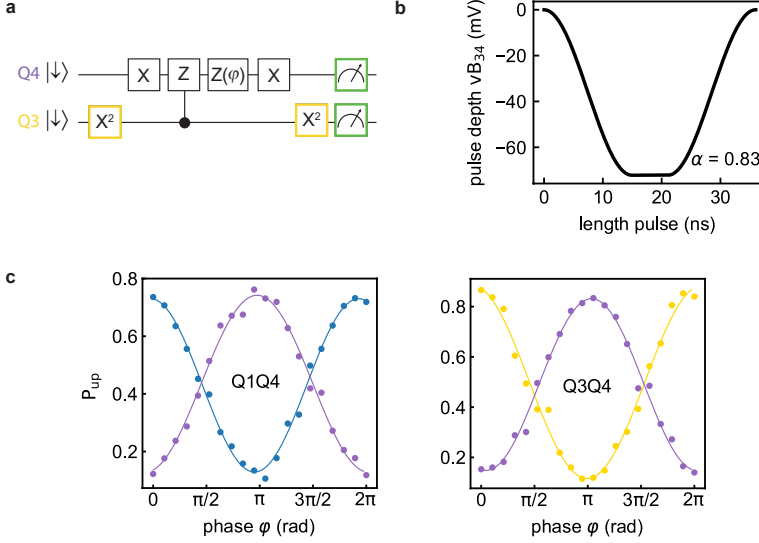 a
Q4 |↓⟩ X Z Z(φ) X
Q3 |↓⟩ X² X²
b
pulse depth vB₃₄ (mV)
0
−20
−40
−60
α = 0.83
0 10 20 30
length pulse (ns)
c
P_up
0.8
0.6
0.4
0.2
Q1Q4
0 π/2 π 3π/2 2π
phase φ (rad)
0.8
0.6
0.4
0.2
Q3Q4
0 π/2 π 3π/2 2π
phase φ (rad)